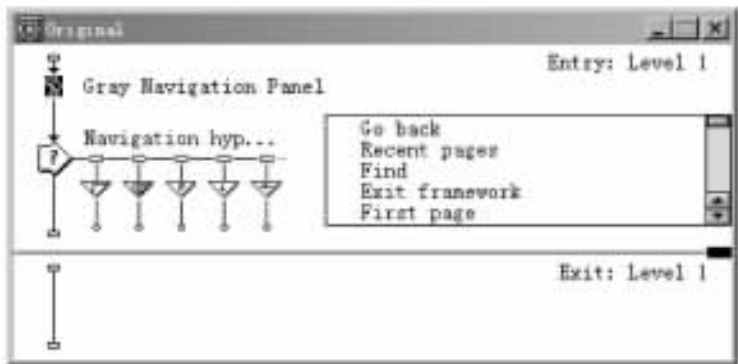 Original
Entry: Level 1
Gray Navigation Panel
Navigation hyp...
?
Go back
Recent pages
Find
Exit framework
First page
Exit: Level 1